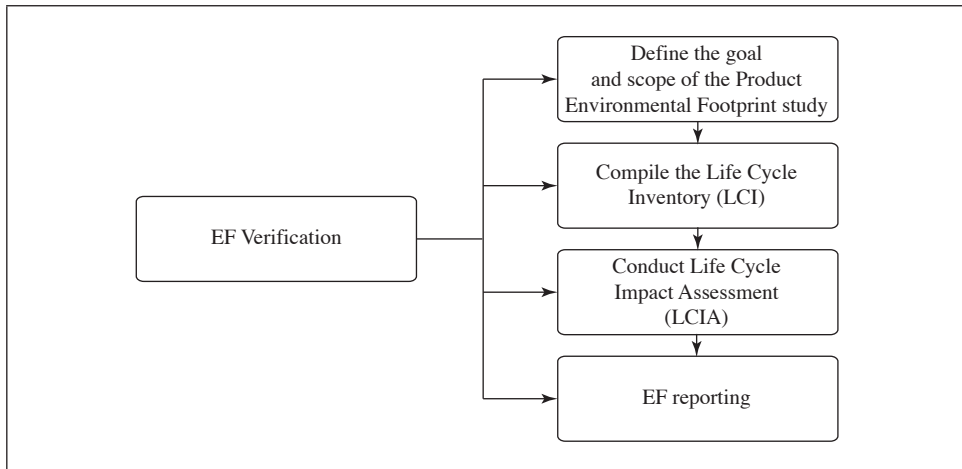 Define the goal
and scope of the Product
Environmental Footprint study
Compile the Life Cycle
Inventory (LCI)
EF Verification
Conduct Life Cycle
Impact Assessment
(LCIA)
EF reporting